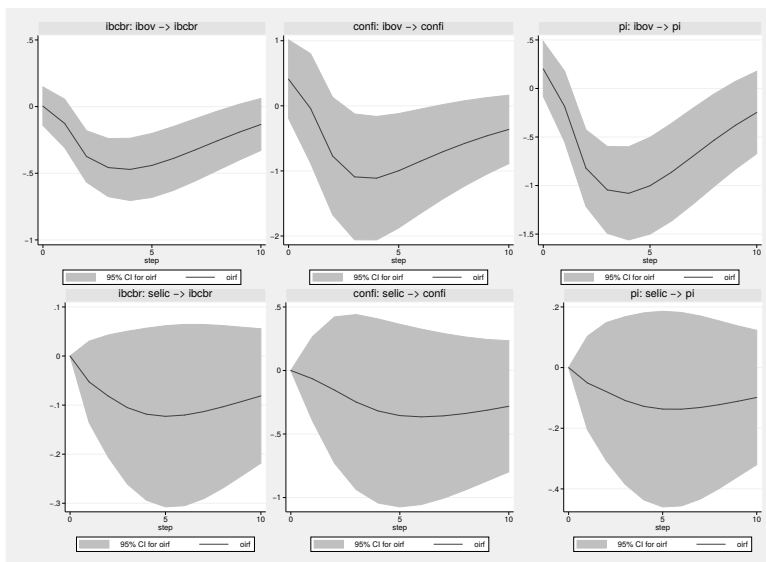 ibcbr: ibov −> ibcbr
confi: ibov −> confi
pi: ibov −> pi
.5
0
−.5
−1
0
5
10
step
1
0
−1
−2
0
5
10
step
.5
0
−.5
−1
−1.5
0
5
10
step
95% CI for oirf
oirf
95% CI for oirf
oirf
95% CI for oirf
oirf
ibcbr: selic −> ibcbr
confi: selic −> confi
pi: selic −> pi
.1
0
−.1
−.2
−.3
0
5
10
step
.5
0
−.5
−1
0
5
10
step
.2
0
−.2
−.4
0
5
10
step
95% CI for oirf
oirf
95% CI for oirf
oirf
95% CI for oirf
oirf